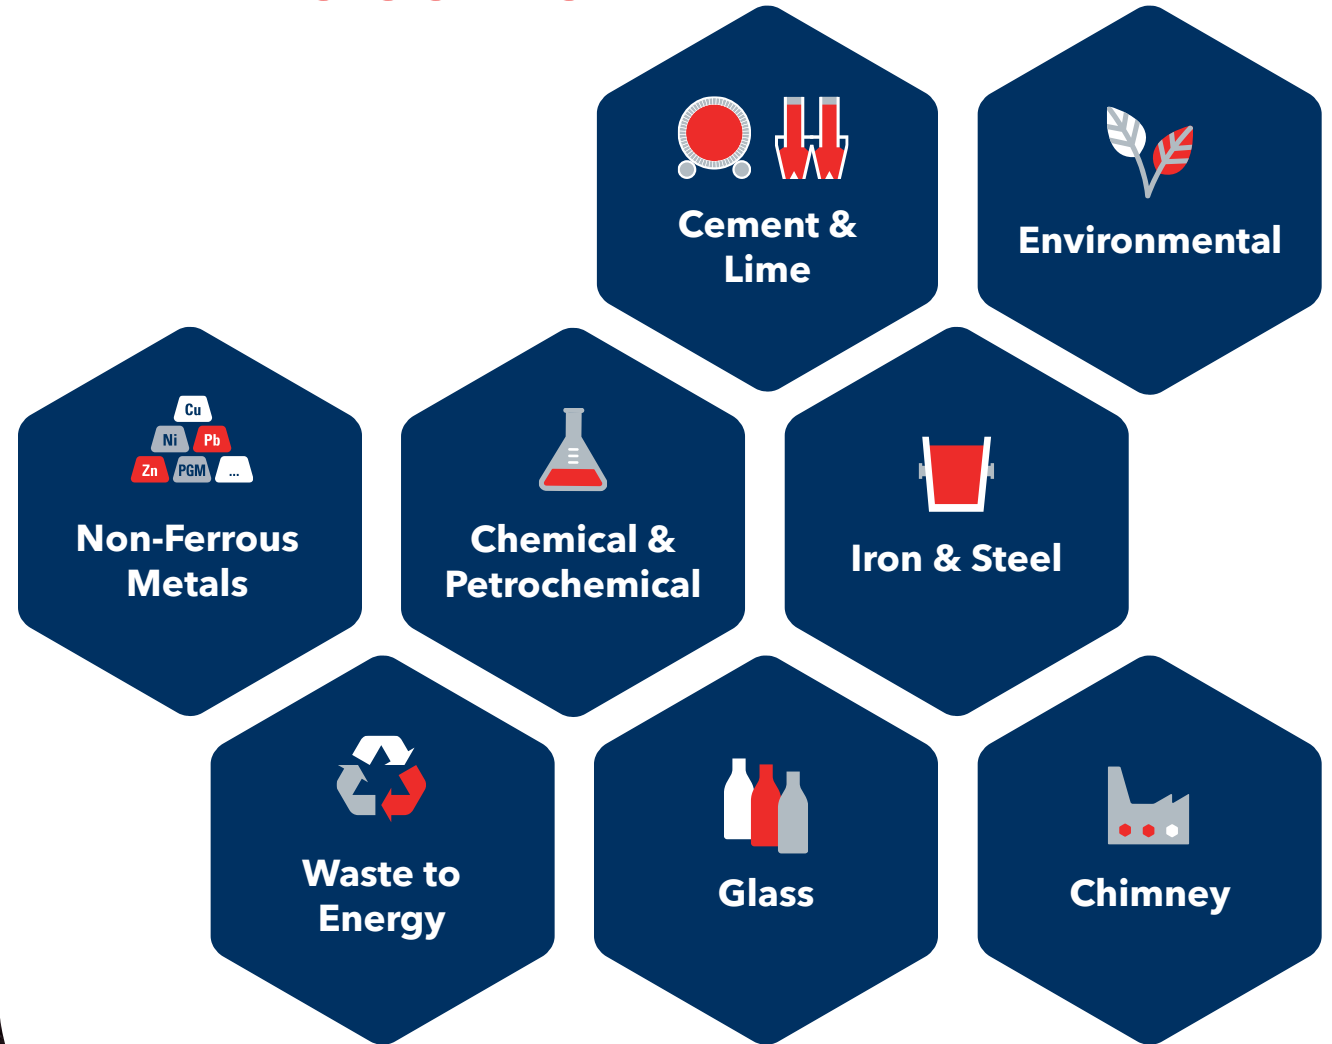 Cement &
Lime
Environmental
Cu
Ni Pb
Zn PGM ...
Non-Ferrous
Metals
Chemical &
Petrochemical
Iron & Steel
Waste to
Energy
Glass
Chimney